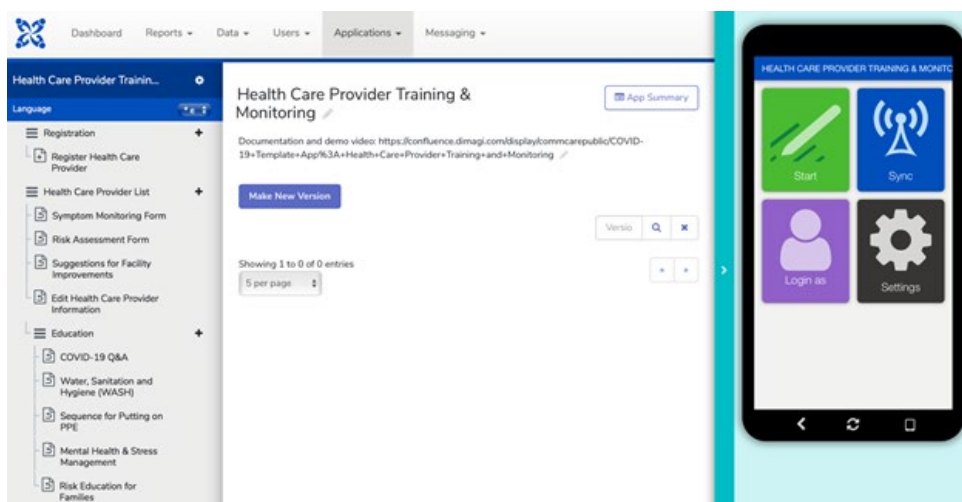 Dashboard Reports Data Users Applications Messaging
Health Care Provider Trainin...
Language
Registration
Register Health Care
Provider
Health Care Provider List
Symptom Monitoring Form
Risk Assessment Form
Suggestions for Facility
Improvements
Edit Health Care Provider
Information
Education
COVID-19 Q&A
Water, Sanitation and
Hygiene (WASH)
Sequence for Putting on
PPE
Mental Health & Stress
Management
Risk Education for
Families
Health Care Provider Training &
Monitoring
App Summary
Documentation and demo video: https://confluence.dimagi.com/display/commcarepublic/COVID-
19+Template+App%3A+Health+Care+Provider+Training+and+Monitoring
Make New Version
Versio
Showing 1 to 0 of 0 entries
5 per page
HEALTH CARE PROVIDER TRAINING & MONITO
Start
Sync
Login as
Settings